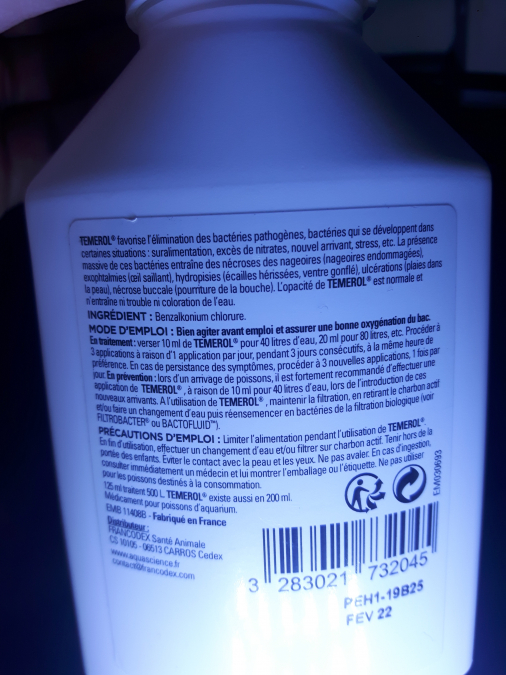 TEMEROL® favorise l'élimination des bactéries pathogènes, bactéries qui se développent dans
certaines situations : suralimentation, excès de nitrates, nouvel arrivant, stress, etc. La présence
massive de ces bactéries entraîne des nécroses des nageoires (nageoires endommagées),
exophtalmies (œil saillant), hydropisies (écailles hérissées, ventre gonflé), ulcérations (plaies dans
la peau), nécrose buccale (pourriture de la bouche). L'opacité de TEMEROL® est normale et
n'entraîne ni trouble ni coloration de l'eau.
INGRÉDIENT : Benzalkonium chlorure.
MODE D'EMPLOI : Bien agiter avant emploi et assurer une bonne oxygénation du bac.
En traitement : verser 10 ml de TEMEROL® pour 40 litres d'eau, 20 ml pour 80 litres, etc. Procéder à
3 applications à raison d'1 application par jour, pendant 3 jours consécutifs, à la même heure de
préférence. En cas de persistance des symptômes, procéder à 3 nouvelles applications, 1 fois par
jour. En prévention : lors d'un arrivage de poissons, il est fortement recommandé d'effectuer une
application de TEMEROL®, à raison de 10 ml pour 40 litres d'eau, lors de l'introduction de ces
nouveaux arrivants. A l'utilisation de TEMEROL®, maintenir la filtration, en retirant le charbon actif
et/ou faire un changement d'eau puis réensemencer en bactéries de la filtration biologique (voir
FILTROBACTER® ou BACTOFLUID™).
PRÉCAUTIONS D'EMPLOI : Limiter l'alimentation pendant l'utilisation de TEMEROL®.
En fin d'utilisation, effectuer un changement d'eau et/ou filtrer sur charbon actif. Tenir hors de la
portée des enfants. Eviter le contact avec la peau et les yeux. Ne pas avaler. En cas d'ingestion,
consulter immédiatement un médecin et lui montrer l'emballage ou l'étiquette. Ne pas utiliser
pour les poissons destinés à la consommation.
125 ml traitent 500 L. TEMEROL® existe aussi en 200 ml.
Médicament pour poissons d'aquarium.
EMB 11408B - Fabriqué en France
Distributeur :
FRANCODEX Santé Animale
CS 10105 - 06513 CARROS Cedex
www.aquascience.fr
contact@francodex.com
EM030693
3 283021 732045
PEH1-19B25
FEV 22